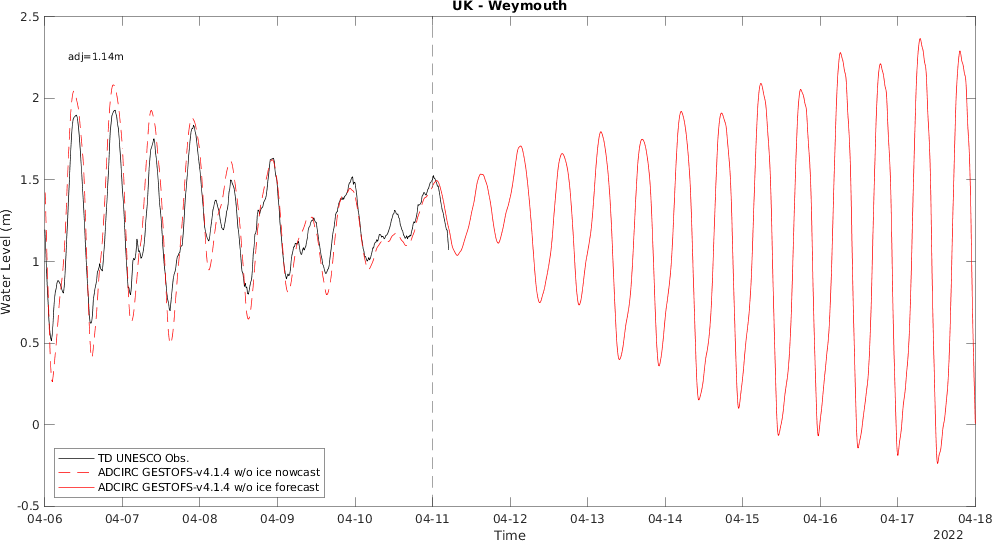 UK - Weymouth
adj=1.14m
Water Level (m)
2.5
2
1.5
1
0.5
0
-0.5
TD UNESCO Obs.
ADCIRC GESTOFS-v4.1.4 w/o ice nowcast
ADCIRC GESTOFS-v4.1.4 w/o ice forecast
04-06 04-07 04-08 04-09 04-10 04-11 04-12 04-13 04-14 04-15 04-16 04-17 04-18
Time
2022